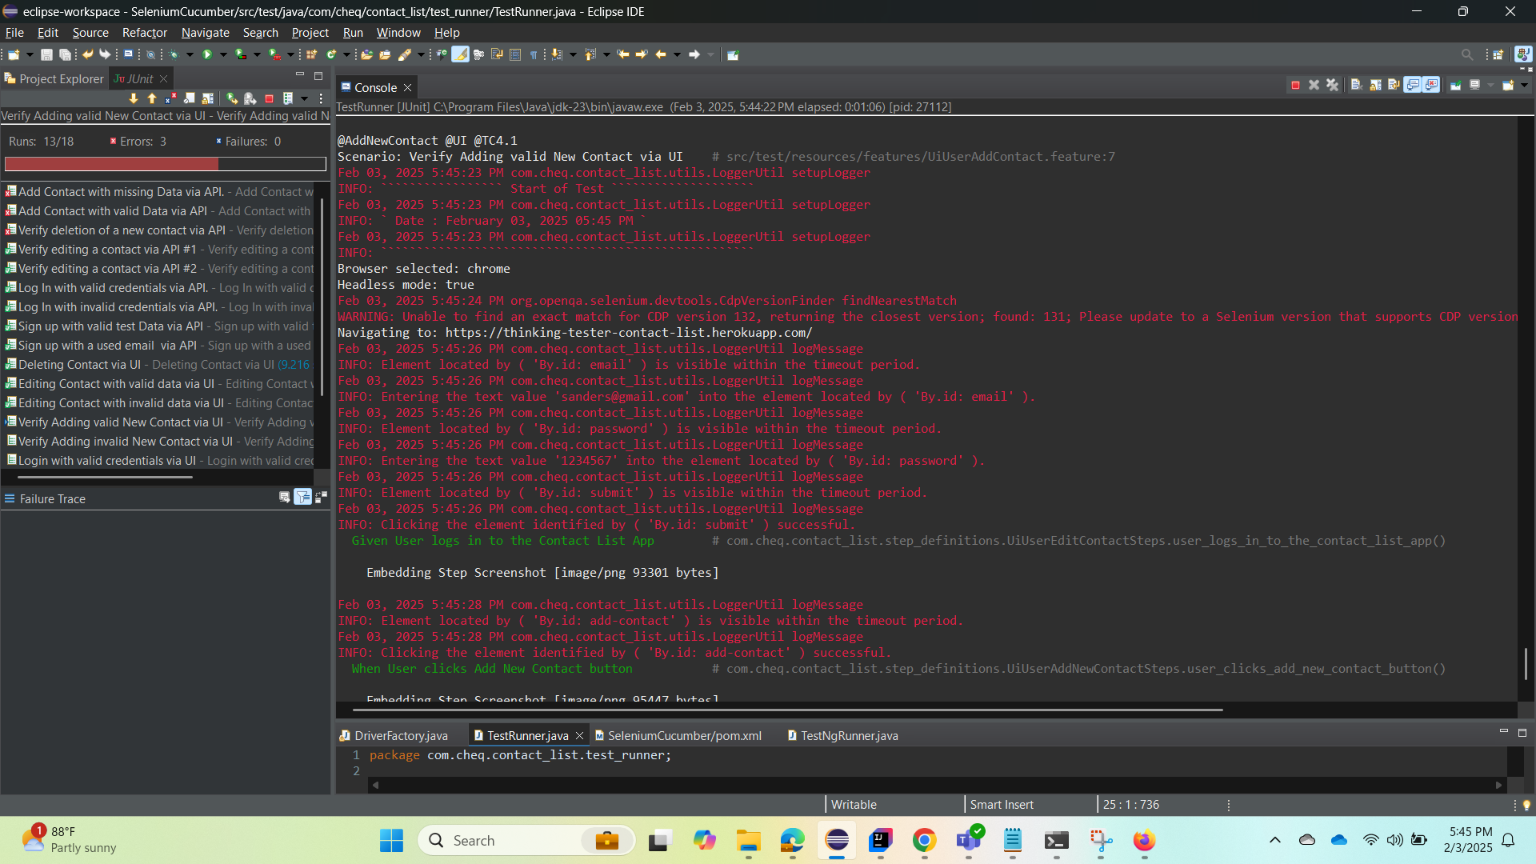 eclipse-workspace - SeleniumCucumber/src/test/java/com/cheq/contact_list/test_runner/TestRunner.java - Eclipse IDE
File Edit Source Refactor Navigate Search Project Run Window Help
Project Explorer JUnit
Verify Adding valid New Contact via UI - Verify Adding valid N
Runs: 13/18 Errors: 3 Failures: 0
Add Contact with missing Data via API. - Add Contact w
Add Contact with valid Data via API - Add Contact with
Verify deletion of a new contact via API - Verify deletion
Verify editing a contact via API #1 - Verify editing a cont
Verify editing a contact via API #2 - Verify editing a cont
Log In with valid credentials via API. - Log In with valid c
Log In with invalid credentials via API. - Log In with inva
Sign up with valid test Data via API - Sign up with valid
Sign up with a used email via API - Sign up with a used
Deleting Contact via UI - Deleting Contact via UI (9.216
Editing Contact with valid data via UI - Editing Contact v
Editing Contact with invalid data via UI - Editing Contac
Verify Adding valid New Contact via UI - Verify Adding v
Verify Adding invalid New Contact via UI - Verify Adding
Login with valid credentials via UI - Login with valid cred
Failure Trace
Console
TestRunner [JUnit] C:\Program Files\Java\jdk-23\bin\javaw.exe (Feb 3, 2025, 5:44:22 PM elapsed: 0:01:06) [pid: 27112]
@AddNewContact @UI @TC4.1
Scenario: Verify Adding valid New Contact via UI # src/test/resources/features/UiUserAddContact.feature:7
Feb 03, 2025 5:45:23 PM com.cheq.contact_list.utils.LoggerUtil setupLogger
INFO: ````````````````` Start of Test ````````````````````
Feb 03, 2025 5:45:23 PM com.cheq.contact_list.utils.LoggerUtil setupLogger
INFO: ` Date : February 03, 2025 05:45 PM `
Feb 03, 2025 5:45:23 PM com.cheq.contact_list.utils.LoggerUtil setupLogger
INFO: ````````````````````````````````````````````````````
Browser selected: chrome
Headless mode: true
Feb 03, 2025 5:45:24 PM org.openqa.selenium.devtools.CdpVersionFinder findNearestMatch
WARNING: Unable to find an exact match for CDP version 132, returning the closest version; found: 131; Please update to a Selenium version that supports CDP version
Navigating to: https://thinking-tester-contact-list.herokuapp.com/
Feb 03, 2025 5:45:26 PM com.cheq.contact_list.utils.LoggerUtil logMessage
INFO: Element located by ( 'By.id: email' ) is visible within the timeout period.
Feb 03, 2025 5:45:26 PM com.cheq.contact_list.utils.LoggerUtil logMessage
INFO: Entering the text value 'sanders@gmail.com' into the element located by ( 'By.id: email' ).
Feb 03, 2025 5:45:26 PM com.cheq.contact_list.utils.LoggerUtil logMessage
INFO: Element located by ( 'By.id: password' ) is visible within the timeout period.
Feb 03, 2025 5:45:26 PM com.cheq.contact_list.utils.LoggerUtil logMessage
INFO: Entering the text value '1234567' into the element located by ( 'By.id: password' ).
Feb 03, 2025 5:45:26 PM com.cheq.contact_list.utils.LoggerUtil logMessage
INFO: Element located by ( 'By.id: submit' ) is visible within the timeout period.
Feb 03, 2025 5:45:26 PM com.cheq.contact_list.utils.LoggerUtil logMessage
INFO: Clicking the element identified by ( 'By.id: submit' ) successful.
Given User logs in to the Contact List App # com.cheq.contact_list.step_definitions.UiUserEditContactSteps.user_logs_in_to_the_contact_list_app()
Embedding Step Screenshot [image/png 93301 bytes]
Feb 03, 2025 5:45:28 PM com.cheq.contact_list.utils.LoggerUtil logMessage
INFO: Element located by ( 'By.id: add-contact' ) is visible within the timeout period.
Feb 03, 2025 5:45:28 PM com.cheq.contact_list.utils.LoggerUtil logMessage
INFO: Clicking the element identified by ( 'By.id: add-contact' ) successful.
When User clicks Add New Contact button # com.cheq.contact_list.step_definitions.UiUserAddNewContactSteps.user_clicks_add_new_contact_button()
Embedding Step Screenshot [image/png 95447 bytes]
DriverFactory.java TestRunner.java SeleniumCucumber/pom.xml TestNgRunner.java
1 package com.cheq.contact_list.test_runner;
2
Writable Smart Insert 25 : 1 : 736
1 88°F
Partly sunny
Search
5:45 PM
2/3/2025